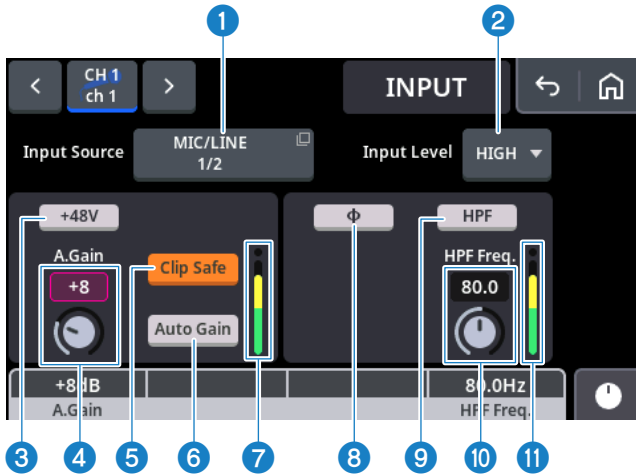 1 2
CH 1
ch 1
INPUT
Input Source
MIC/LINE
1/2
Input Level
HIGH
+48V
Φ
HPF
A.Gain
+8
Clip Safe
Auto Gain
HPF Freq.
80.0
+8dB
80.0Hz
A.Gain
HPF Freq.
3 4 5 6 7 8 9 10 11